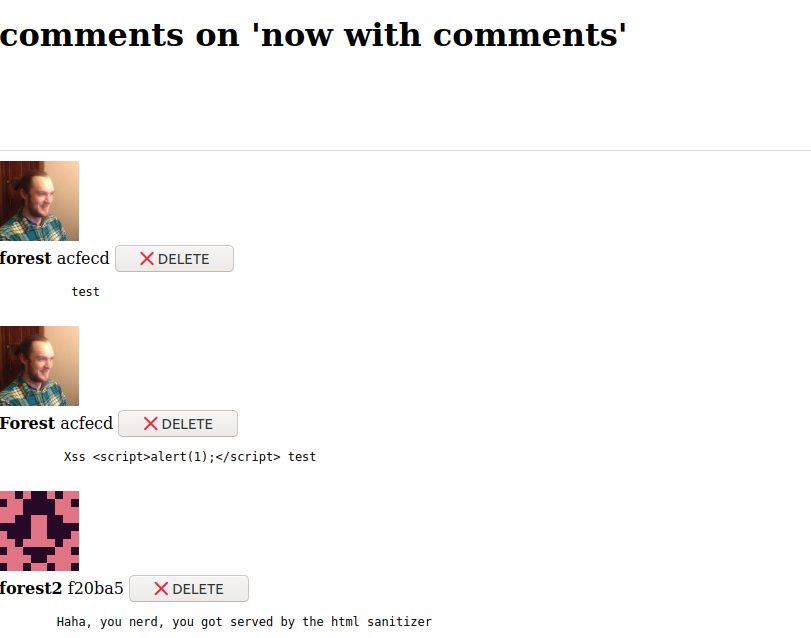 comments on 'now with comments'
forest acfecd ❌ DELETE
test
Forest acfecd ❌ DELETE
Xss <script>alert(1);</script> test
forest2 f20ba5 ❌ DELETE
Haha, you nerd, you got served by the html sanitizer